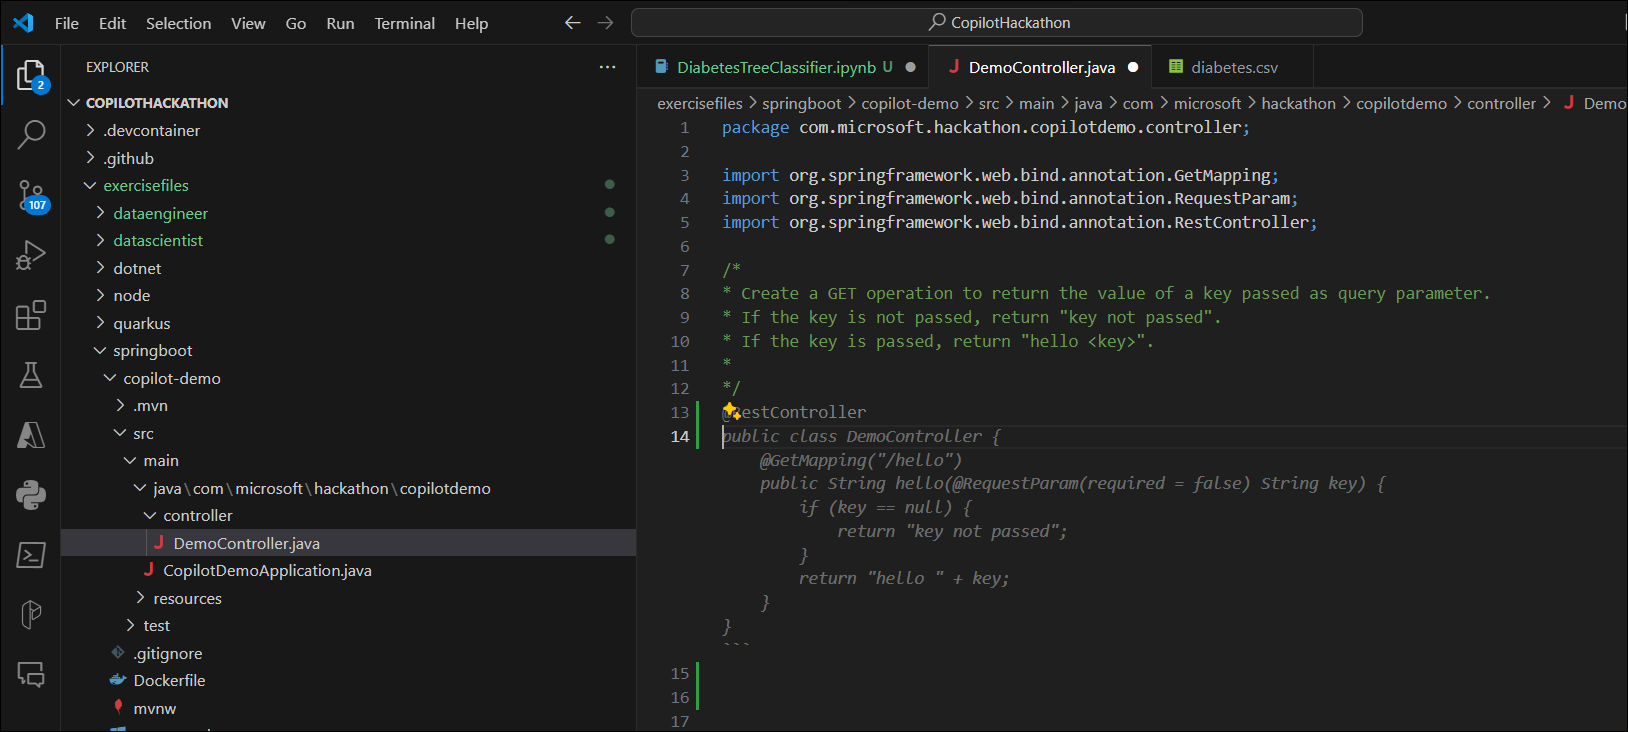 File Edit Selection View Go Run Terminal Help
CopilotHackathon
EXPLORER
2
107
COPILOTHACKATHON
.devcontainer
.github
exercisefiles
dataengineer
datascientist
dotnet
node
quarkus
springboot
copilot-demo
.mvn
src
main
java\com\microsoft\hackathon\copilotdemo
controller
DemoController.java
CopilotDemoApplication.java
resources
test
.gitignore
Dockerfile
mvnw
DiabetesTreeClassifier.ipynb U
DemoController.java
diabetes.csv
exercisefiles > springboot > copilot-demo > src > main > java > com > microsoft > hackathon > copilotdemo > controller > Demo
1 package com.microsoft.hackathon.copilotdemo.controller;
2
3 import org.springframework.web.bind.annotation.GetMapping;
4 import org.springframework.web.bind.annotation.RequestParam;
5 import org.springframework.web.bind.annotation.RestController;
6
7 /*
8 * Create a GET operation to return the value of a key passed as query parameter.
9 * If the key is not passed, return "key not passed".
10 * If the key is passed, return "hello <key>".
11 *
12 */
13 @RestController
14 public class DemoController {
@GetMapping("/hello")
public String hello(@RequestParam(required = false) String key) {
if (key == null) {
return "key not passed";
}
return "hello " + key;
}
}
```
15
16
17